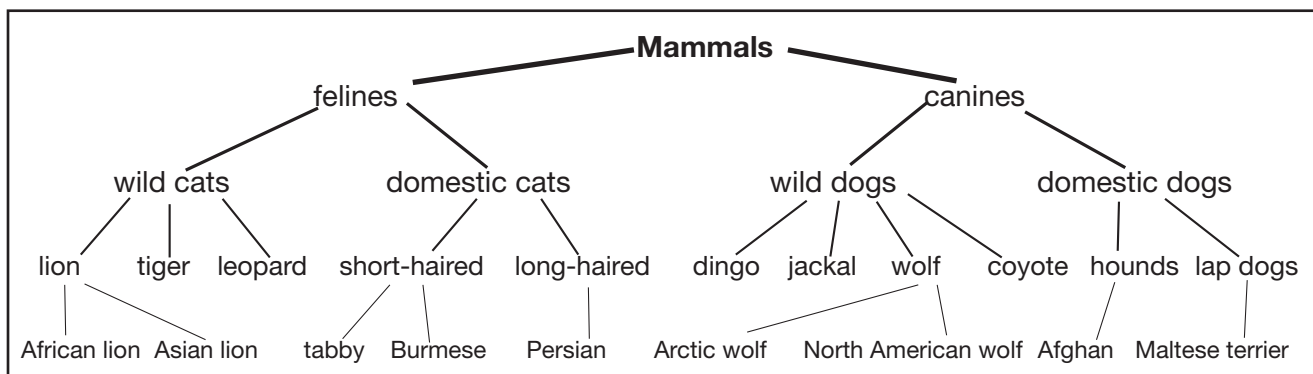 Mammals
felines canines
wild cats domestic cats wild dogs domestic dogs
lion tiger leopard short-haired long-haired dingo jackal wolf coyote hounds lap dogs
African lion Asian lion tabby Burmese Persian Arctic wolf North American wolf Afghan Maltese terrier